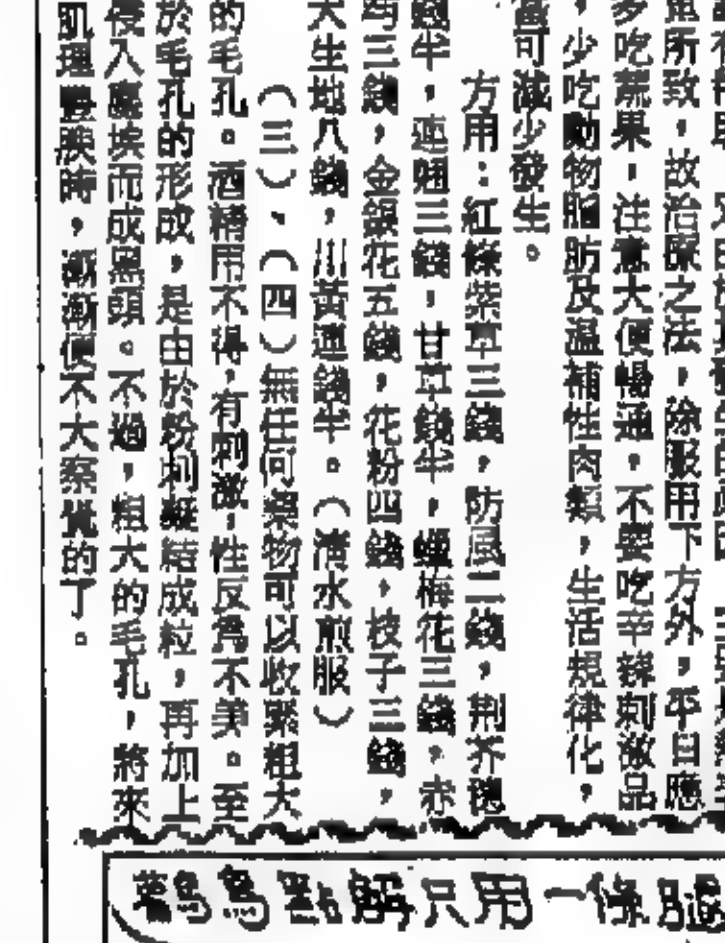 所致,故治療之法,除服用下方外,平日應
多吃蔬果,注意大便暢通,不要吃辛辣刺激品
,少吃動物脂肪及溫補性肉類,生活規律化,
當可減少發生。
方用:紅條紫草三錢,防風二錢,荆芥穗
錢半,連翹三錢,甘草錢半,蠟梅花三錢,赤
芍三錢,金銀花五錢,花粉四錢,枝子三錢,
大生地八錢,川黃連錢半。(清水煎服)
(三)、(四)無任何藥物可以收緊粗大
的毛孔。酒精用不得,有刺激性反爲不美。至
於毛孔的形成,是由於粉刺凝結成粒,再加上
侵入塵埃而成黑頭。不過,粗大的毛孔,將來
肌理豐腴時,漸漸便不大察覺的了。
點解只用一條腿